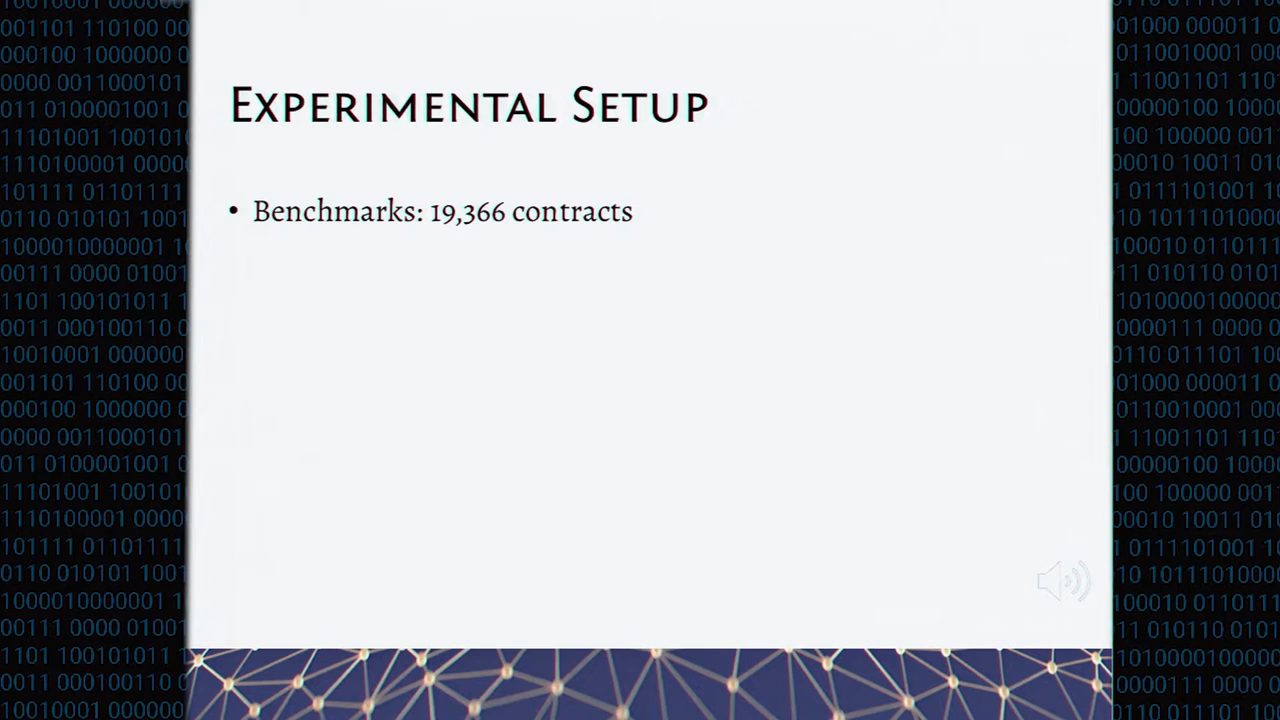 Experimental Setup
• Benchmarks: 19,366 contracts